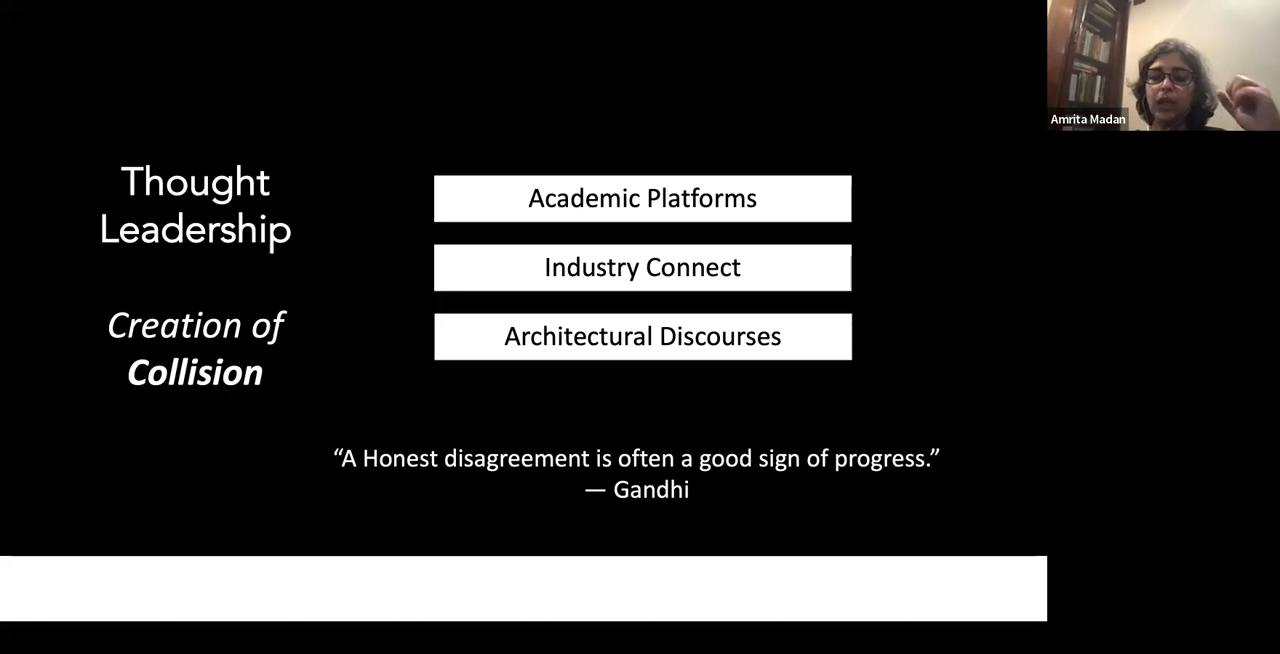 Amrita Madan
Thought
Leadership
Creation of
Collision
Academic Platforms
Industry Connect
Architectural Discourses
“A Honest disagreement is often a good sign of progress.”
— Gandhi